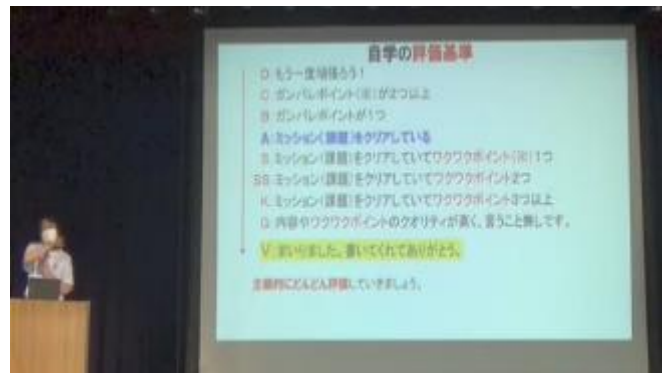 自学の評価基準
D:もう一度頑張ろう！
C:ガンバレポイント(※)が2つ以上
B:ガンバレポイントが1つ
A:ミッション(課題)をクリアしている
S:ミッション(課題)をクリアしていてワクワクポイント(※)1つ
SS:ミッション(課題)をクリアしていてワクワクポイント2つ
K:ミッション(課題)をクリアしていてワクワクポイント3つ以上
G:内容やワクワクポイントのクオリティが高く、言うこと無しです。
V:まいりました。書いてくれてありがとう。
主観的にどんどん評価していきましょう。